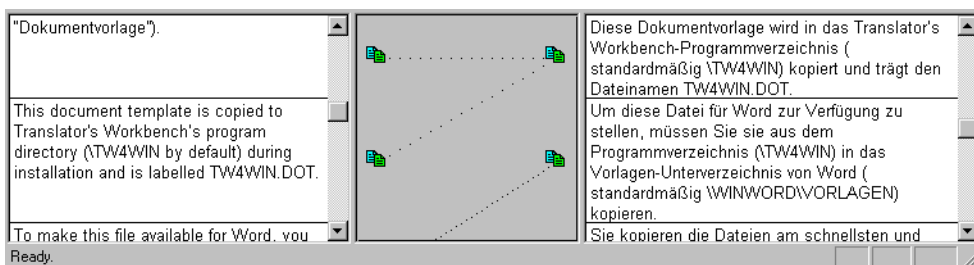 "Dokumentvorlage").
This document template is copied to
Translator's Workbench's program
directory (\TW4WIN by default) during
installation and is labelled TW4WIN.DOT.
To make this file available for Word, you
Diese Dokumentvorlage wird in das Translator's
Workbench-Programmverzeichnis (
standardmäßig \TW4WIN) kopiert und trägt den
Dateinamen TW4WIN.DOT.
Um diese Datei für Word zur Verfügung zu
stellen, müssen Sie sie aus dem
Programmverzeichnis (\TW4WIN) in das
Vorlagen-Unterverzeichnis von Word (
standardmäßig \WINWORD\VORLAGEN)
kopieren.
Sie kopieren die Dateien am schnellsten und
Ready.